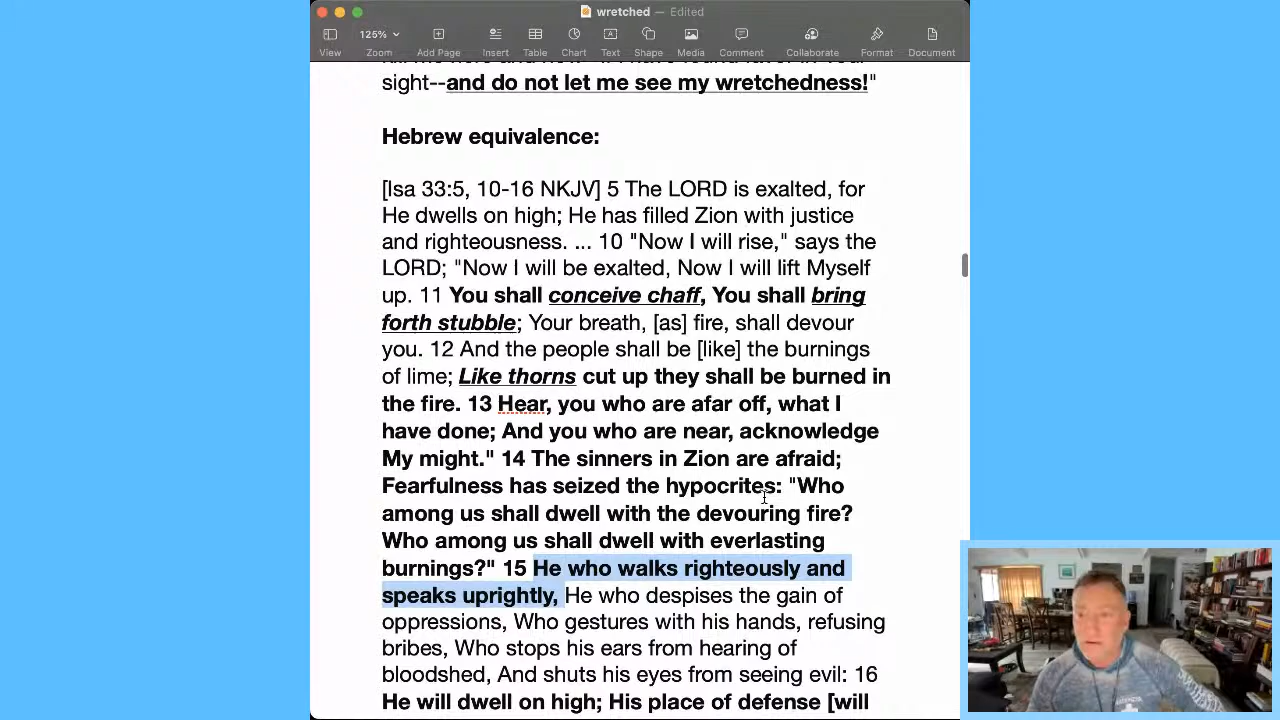 wretched — Edited
125%
View Zoom Add Page Insert Table Chart Text Shape Media Comment Collaborate Format Document
sight--and do not let me see my wretchedness!"
Hebrew equivalence:
[Isa 33:5, 10-16 NKJV] 5 The LORD is exalted, for
He dwells on high; He has filled Zion with justice
and righteousness. ... 10 "Now I will rise," says the
LORD; "Now I will be exalted, Now I will lift Myself
up. 11 You shall conceive chaff, You shall bring
forth stubble; Your breath, [as] fire, shall devour
you. 12 And the people shall be [like] the burnings
of lime; Like thorns cut up they shall be burned in
the fire. 13 Hear, you who are afar off, what I
have done; And you who are near, acknowledge
My might." 14 The sinners in Zion are afraid;
Fearfulness has seized the hypocrites: "Who
among us shall dwell with the devouring fire?
Who among us shall dwell with everlasting
burnings?" 15 He who walks righteously and
speaks uprightly, He who despises the gain of
oppressions, Who gestures with his hands, refusing
bribes, Who stops his ears from hearing of
bloodshed, And shuts his eyes from seeing evil: 16
He will dwell on high; His place of defense [will